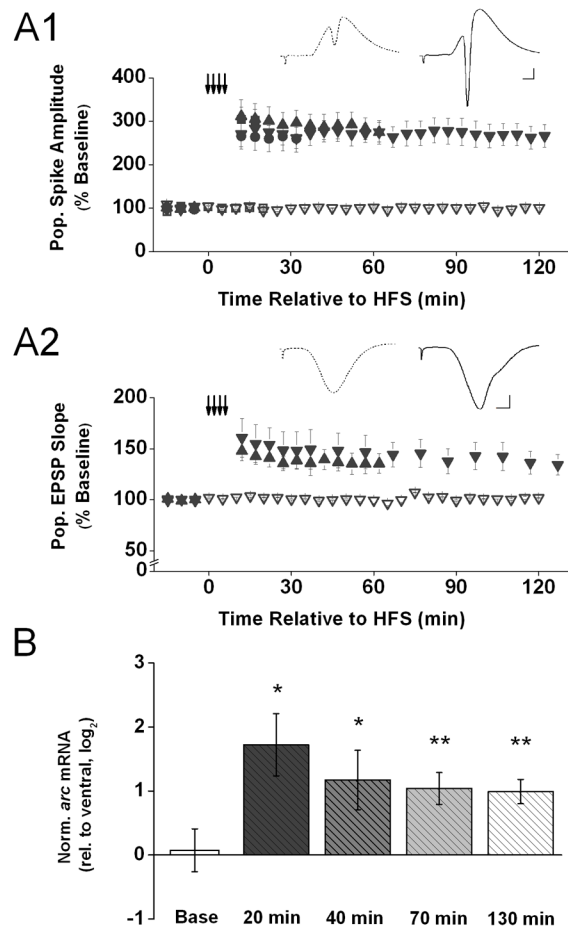 A1
Pop. Spike Amplitude
(% Baseline)
400
300
200
100
0
0 30 60 90 120
Time Relative to HFS (min)
A2
Pop. EPSP Slope
(% Baseline)
200
150
100
50
0
0 30 60 90 120
Time Relative to HFS (min)
B
Norm. arc mRNA
(rel. to ventral, log2)
3
2
1
0
-1
* * ** **
Base 20 min 40 min 70 min 130 min